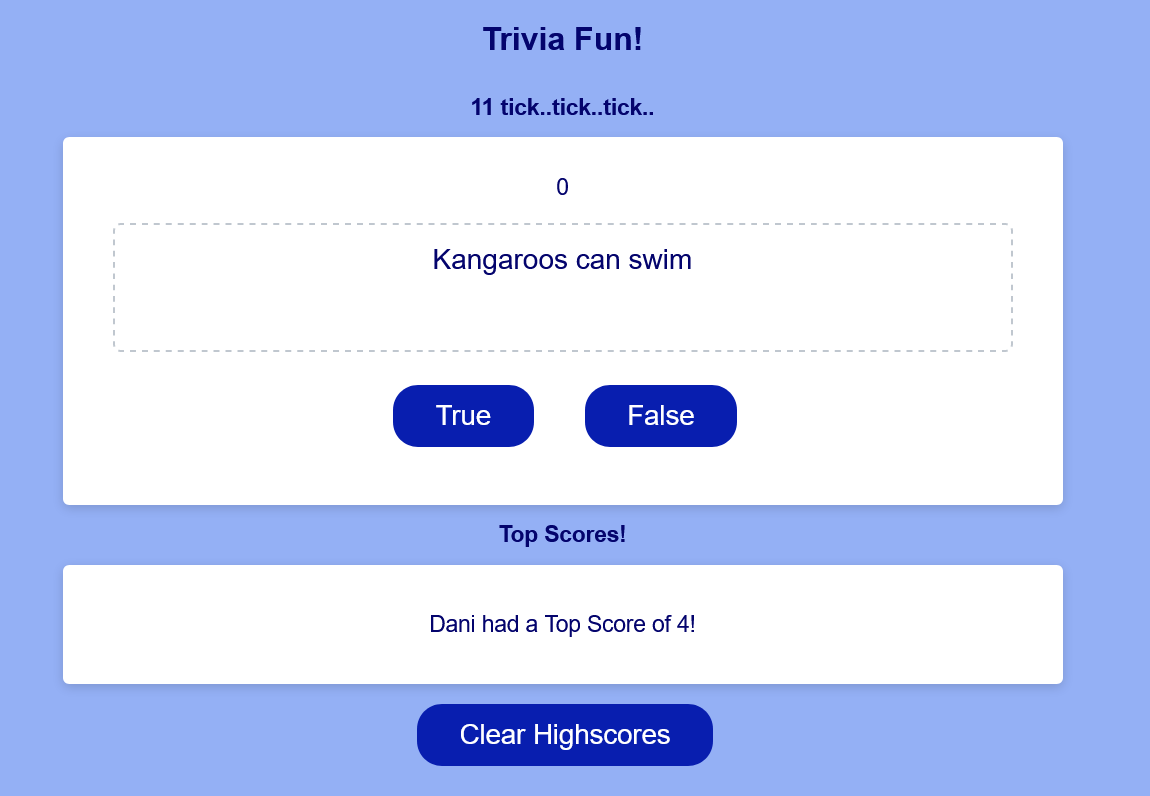 Trivia Fun!
11 tick..tick..tick..
0
Kangaroos can swim
True False
Top Scores!
Dani had a Top Score of 4!
Clear Highscores